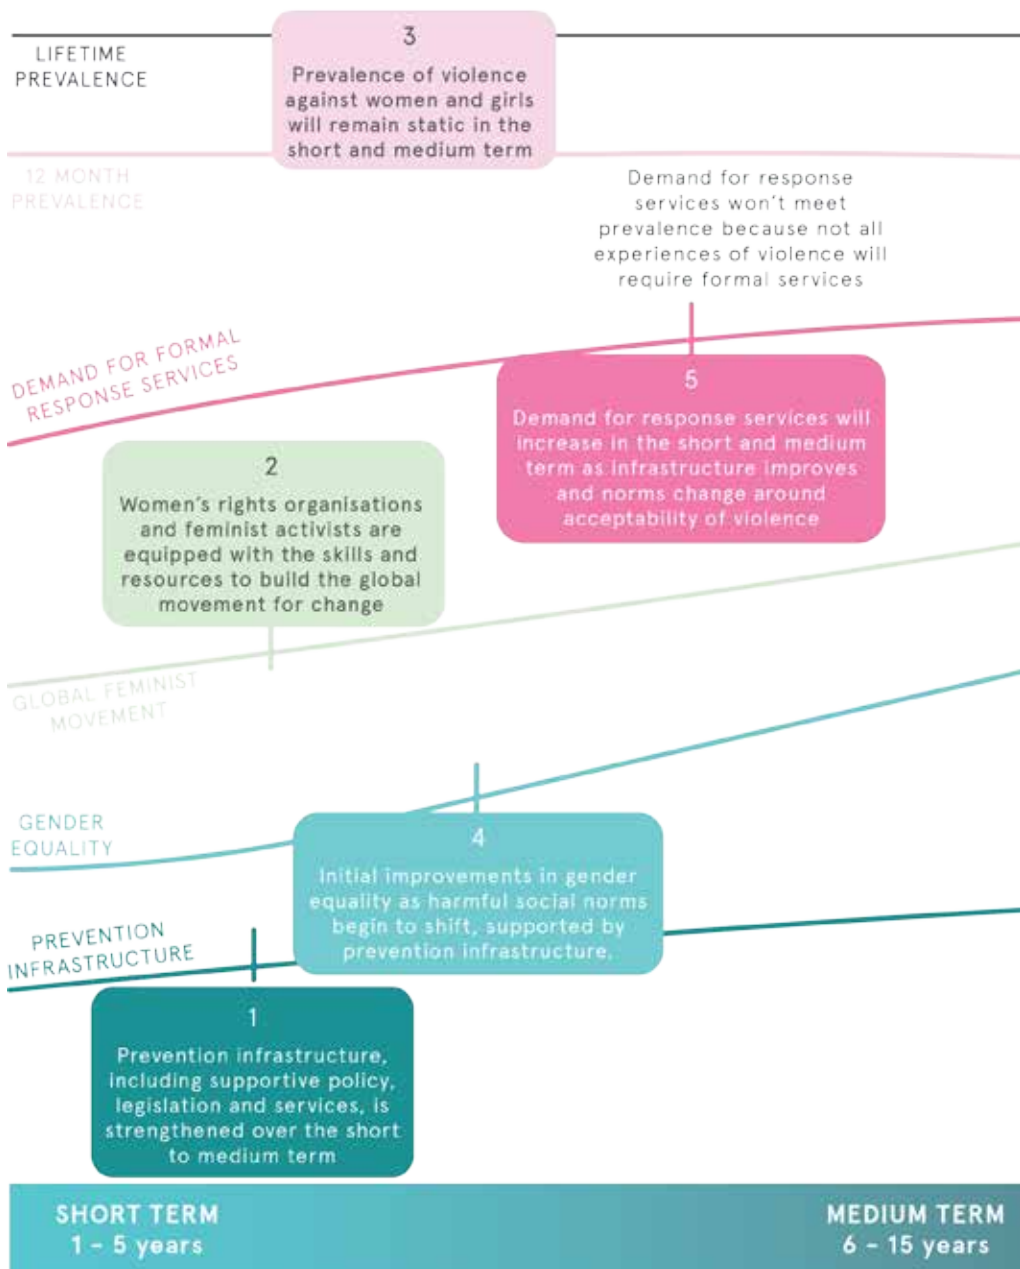 LIFETIME
PREVALENCE
3
Prevalence of violence
against women and girls
will remain static in the
short and medium term
12 MONTH
PREVALENCE
Demand for response
services won't meet
prevalence because not all
experiences of violence will
require formal services
DEMAND FOR FORMAL
RESPONSE SERVICES
5
Demand for response services will
increase in the short and medium
term as infrastructure improves
and norms change around
acceptability of violence
2
Women's rights organisations
and feminist activists are
equipped with the skills and
resources to build the global
movement for change
GLOBAL FEMINIST
MOVEMENT
GENDER
EQUALITY
4
Initial improvements in gender
equality as harmful social norms
begin to shift, supported by
prevention infrastructure.
PREVENTION
INFRASTRUCTURE
1
Prevention infrastructure,
including supportive policy,
legislation and services, is
strengthened over the short
to medium term
SHORT TERM
1 - 5 years
MEDIUM TERM
6 - 15 years